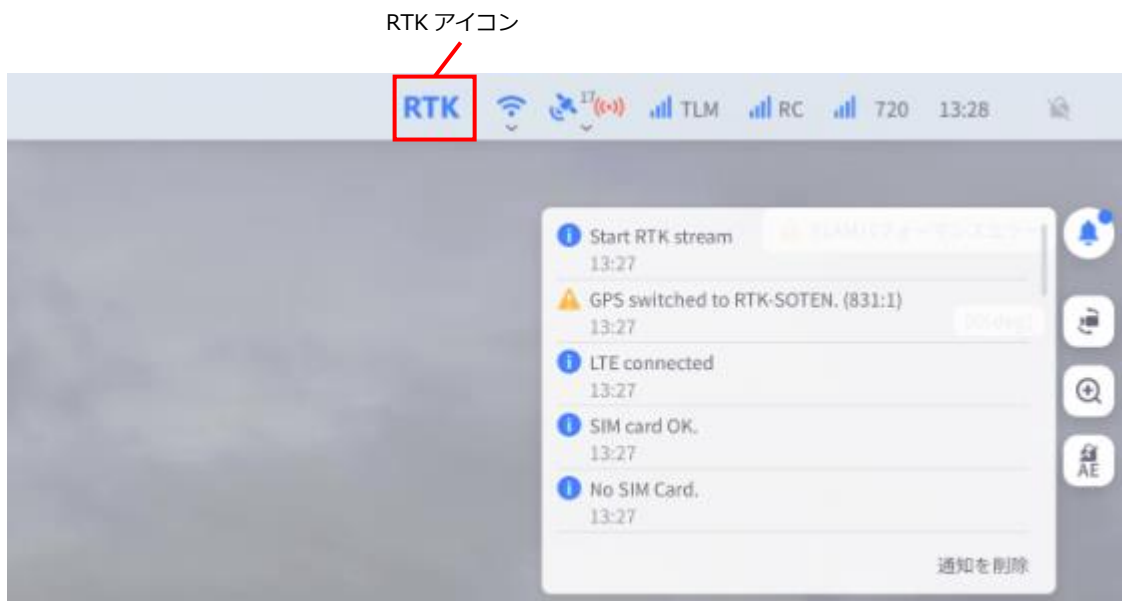 RTK アイコン
RTK 17 TLM RC 720 13:28
Start RTK stream
13:27
GPS switched to RTK-SOTEN. (831:1)
13:27
LTE connected
13:27
SIM card OK.
13:27
No SIM Card.
13:27
AE
通知を削除